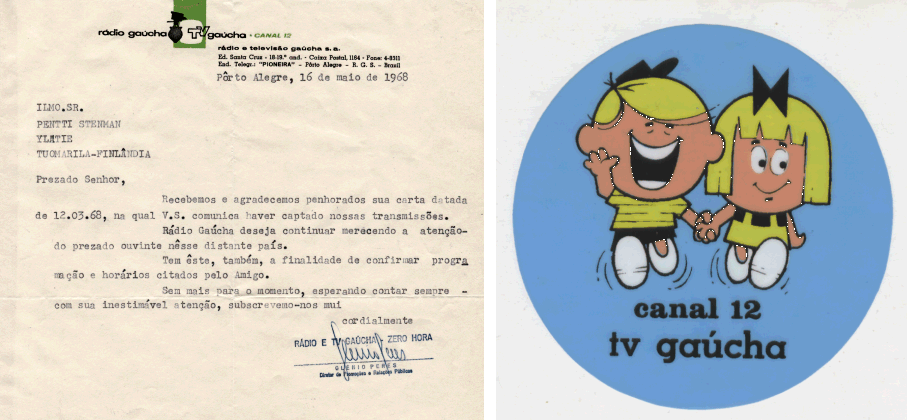 rádio gaúcha TV gaúcha · CANAL 12
rádio e televisão gaúcha s.a.
Ed. Santa Cruz - 18-19.º and. - Caixa Postal, 1184 - Fone: 4-8311
End. Telegr.: "PIONEIRA" - Pôrto Alegre - R. G. S. - Brasil
Pôrto Alegre, 16 de maio de 1968
ILMO.SR.
PENTTI STENMAN
YLÄTIE
TUOMARILA-FINLÂNDIA
Prezado Senhor,
Recebemos e agradecemos penhorados sua carta datada
de 12.03.68, na qual V.S. comunica haver captado nossas transmissões.
Rádio Gaúcha deseja continuar merecendo a atenção-
do prezado ouvinte nêsse distante país.
Tem êste, também, a finalidade de confirmar progra
mação e horários citados pelo Amigo.
Sem mais para o momento, esperando contar sempre -
com sua inestimável atenção, subscrevemo-nos mui
cordialmente
RÁDIO E TV GAÚCHA - ZERO HORA
GLÊNIO PERES
Diretor de Promoções e Relações Públicas
canal 12
tv gaúcha